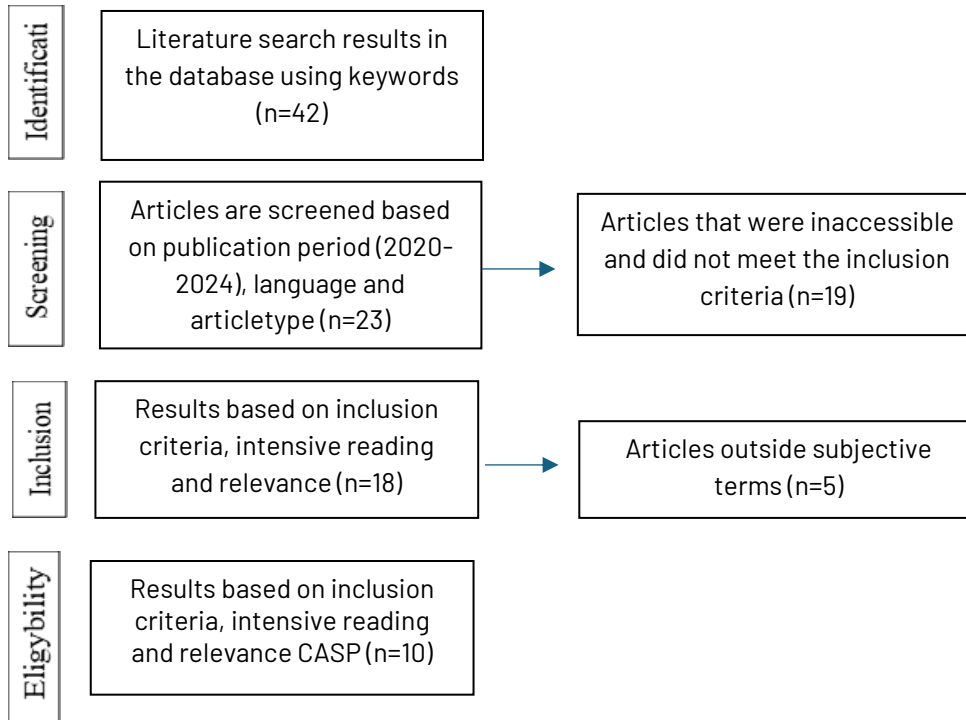 Identificati
Literature search results in
the database using keywords
(n=42)
Screening
Articles are screened based
on publication period (2020-
2024), language and
articletype (n=23)
Articles that were inaccessible
and did not meet the inclusion
criteria (n=19)
Inclusion
Results based on inclusion
criteria, intensive reading
and relevance (n=18)
Articles outside subjective
terms (n=5)
Eligybility
Results based on inclusion
criteria, intensive reading
and relevance CASP (n=10)